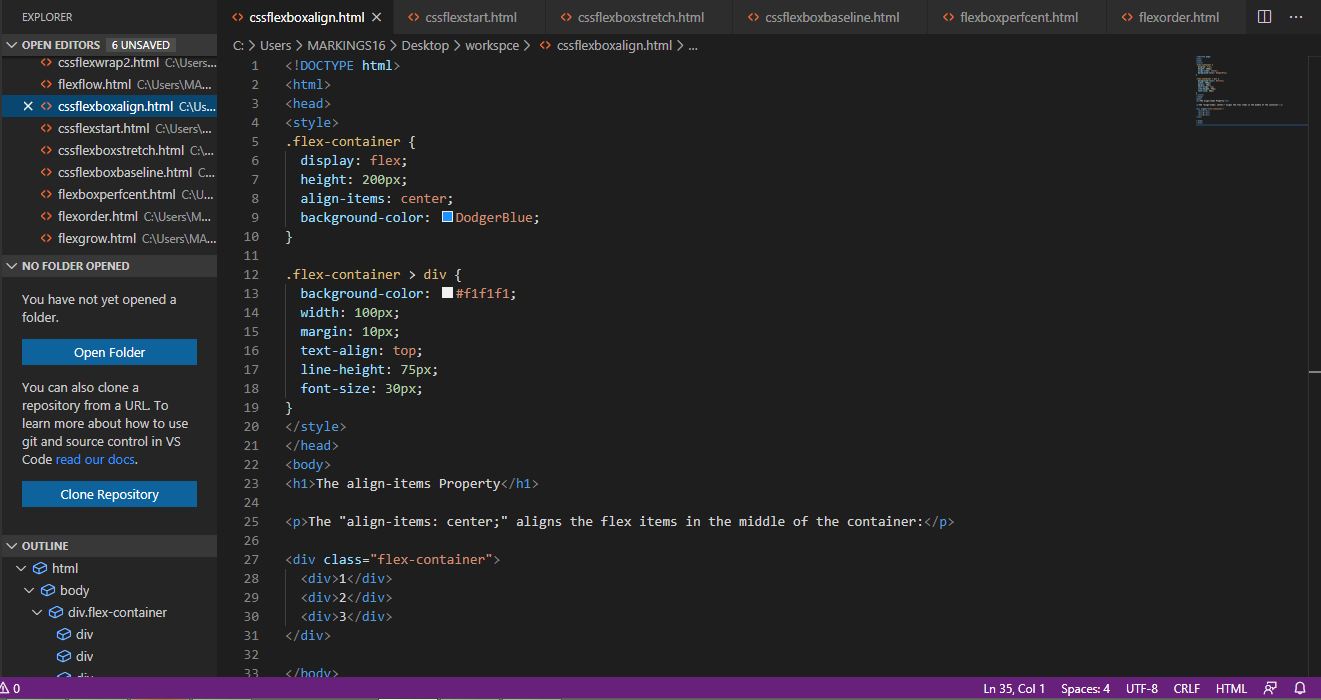 EXPLORER
OPEN EDITORS 6 UNSAVED
cssflexwrap2.html C:\Users...
flexflow.html C:\Users\MA...
cssflexboxalign.html C:\Us...
cssflexstart.html C:\Users\...
cssflexboxstretch.html C:\...
cssflexboxbaseline.html C...
flexboxperfcent.html C:\U...
flexorder.html C:\Users\M...
flexgrow.html C:\Users\MA...
NO FOLDER OPENED
You have not yet opened a
folder.
Open Folder
You can also clone a
repository from a URL. To
learn more about how to use
git and source control in VS
Code read our docs.
Clone Repository
OUTLINE
html
body
div.flex-container
div
div
div
cssflexboxalign.html cssflexstart.html cssflexboxstretch.html cssflexboxbaseline.html flexboxperfcent.html flexorder.html
C: > Users > MARKINGS16 > Desktop > workspce > cssflexboxalign.html > ...
1 <!DOCTYPE html>
2 <html>
3 <head>
4 <style>
5 .flex-container {
6 display: flex;
7 height: 200px;
8 align-items: center;
9 background-color: DodgerBlue;
10 }
11
12 .flex-container > div {
13 background-color: #f1f1f1;
14 width: 100px;
15 margin: 10px;
16 text-align: top;
17 line-height: 75px;
18 font-size: 30px;
19 }
20 </style>
21 </head>
22 <body>
23 <h1>The align-items Property</h1>
24
25 <p>The "align-items: center;" aligns the flex items in the middle of the container:</p>
26
27 <div class="flex-container">
28 <div>1</div>
29 <div>2</div>
30 <div>3</div>
31 </div>
32
33 </body>
0 Ln 35, Col 1 Spaces: 4 UTF-8 CRLF HTML